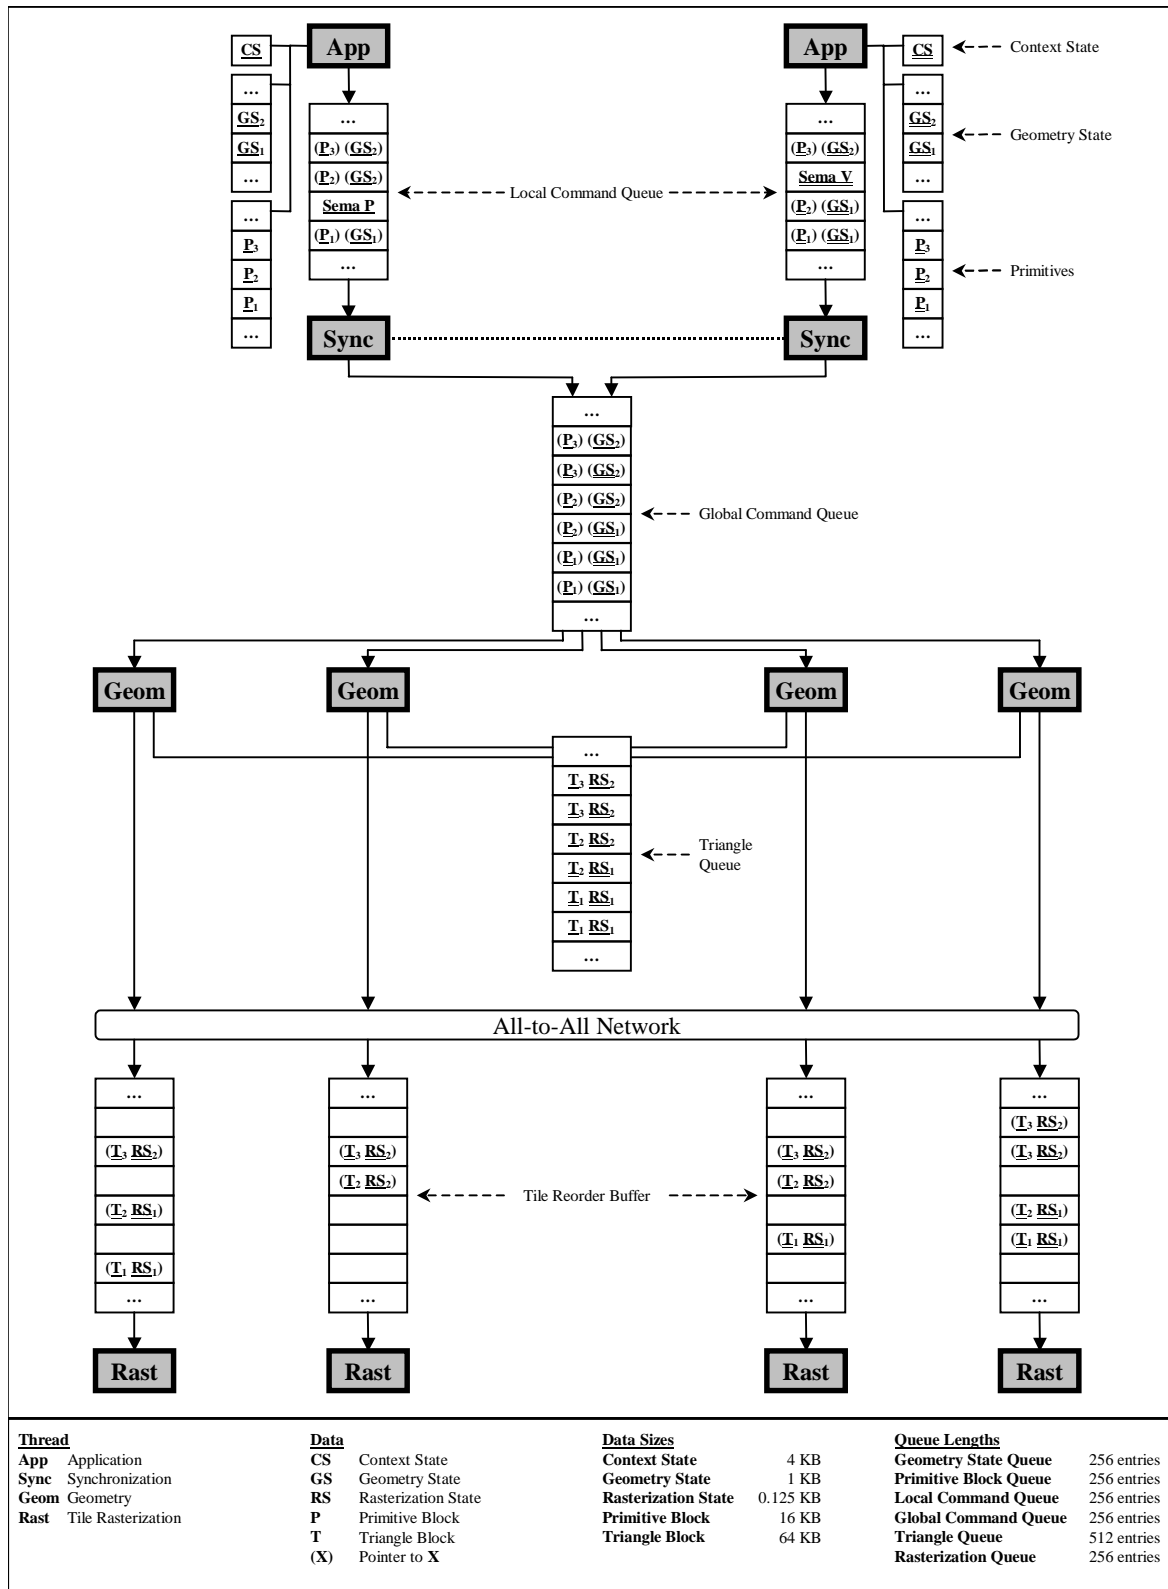 App App
CS CS Context State
... ...
GS₂ ... ... GS₂
GS₁ (P₃) (GS₂) (P₃) (GS₂) GS₁ Geometry State
... (P₂) (GS₂) Sema V ...
Local Command Queue
... Sema P (P₂) (GS₁) ...
P₃ (P₁) (GS₁) (P₁) (GS₁) P₃
P₂ ... ... P₂ Primitives
P₁ P₁
... Sync Sync ...
...
(P₃) (GS₂)
(P₃) (GS₂)
(P₂) (GS₂) Global Command Queue
(P₂) (GS₁)
(P₁) (GS₁)
(P₁) (GS₁)
...
Geom Geom Geom Geom
...
T₃ RS₂
T₃ RS₂
T₂ RS₂ Triangle
T₂ RS₁ Queue
T₁ RS₁
T₁ RS₁
...
All-to-All Network
... ... ... ...
(T₃ RS₂)
(T₃ RS₂) (T₃ RS₂) (T₃ RS₂) (T₃ RS₂)
(T₂ RS₂) Tile Reorder Buffer (T₂ RS₂)
(T₂ RS₁) (T₂ RS₁)
(T₁ RS₁) (T₁ RS₁)
(T₁ RS₁)
... ... ... ...
Rast Rast Rast Rast
Thread Data Data Sizes Queue Lengths
App Application CS Context State Context State 4 KB Geometry State Queue 256 entries
Sync Synchronization GS Geometry State Geometry State 1 KB Primitive Block Queue 256 entries
Geom Geometry RS Rasterization State Rasterization State 0.125 KB Local Command Queue 256 entries
Rast Tile Rasterization P Primitive Block Primitive Block 16 KB Global Command Queue 256 entries
T Triangle Block Triangle Block 64 KB Triangle Queue 512 entries
(X) Pointer to X Rasterization Queue 256 entries